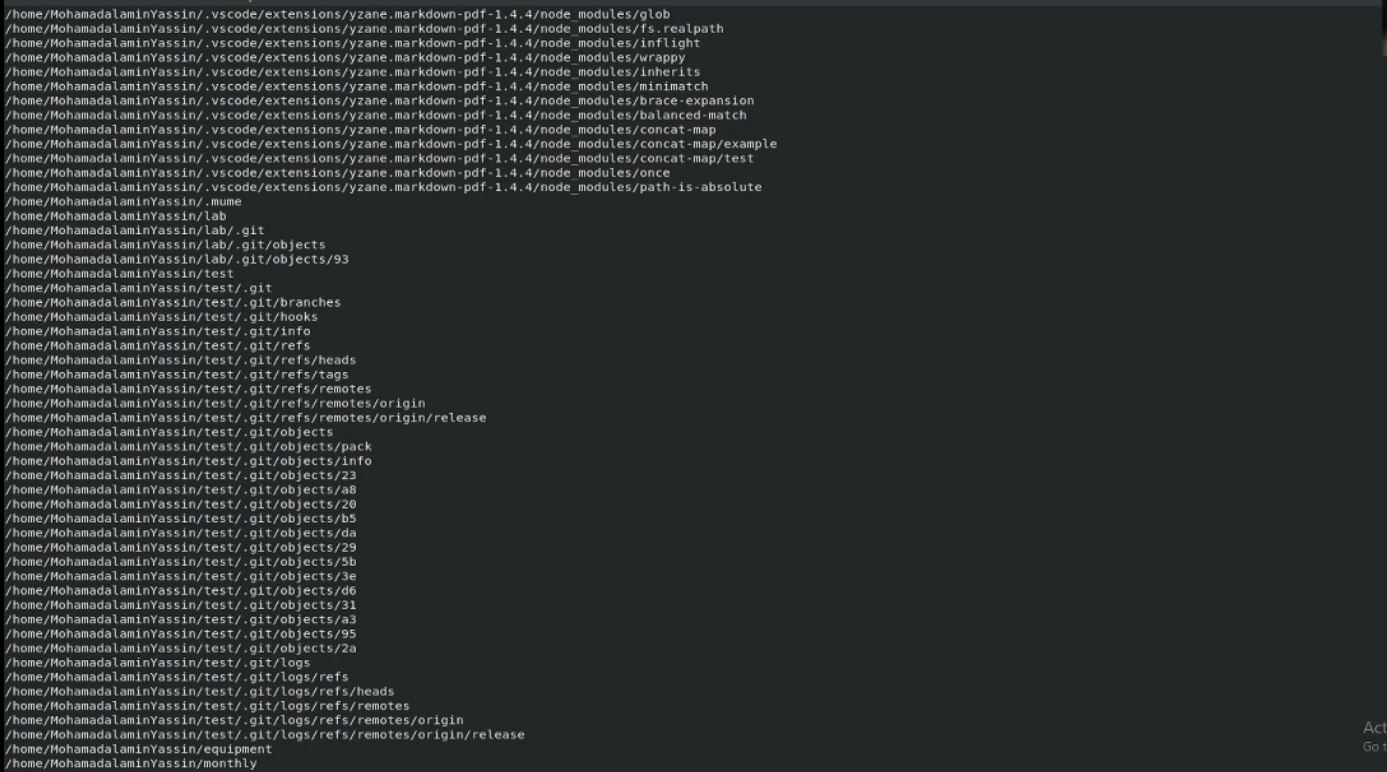 /home/MohamadalaminYassin/.vscode/extensions/yzane.markdown-pdf-1.4.4/node_modules/glob
/home/MohamadalaminYassin/.vscode/extensions/yzane.markdown-pdf-1.4.4/node_modules/fs.realpath
/home/MohamadalaminYassin/.vscode/extensions/yzane.markdown-pdf-1.4.4/node_modules/inflight
/home/MohamadalaminYassin/.vscode/extensions/yzane.markdown-pdf-1.4.4/node_modules/wrappy
/home/MohamadalaminYassin/.vscode/extensions/yzane.markdown-pdf-1.4.4/node_modules/inherits
/home/MohamadalaminYassin/.vscode/extensions/yzane.markdown-pdf-1.4.4/node_modules/minimatch
/home/MohamadalaminYassin/.vscode/extensions/yzane.markdown-pdf-1.4.4/node_modules/brace-expansion
/home/MohamadalaminYassin/.vscode/extensions/yzane.markdown-pdf-1.4.4/node_modules/balanced-match
/home/MohamadalaminYassin/.vscode/extensions/yzane.markdown-pdf-1.4.4/node_modules/concat-map
/home/MohamadalaminYassin/.vscode/extensions/yzane.markdown-pdf-1.4.4/node_modules/concat-map/example
/home/MohamadalaminYassin/.vscode/extensions/yzane.markdown-pdf-1.4.4/node_modules/concat-map/test
/home/MohamadalaminYassin/.vscode/extensions/yzane.markdown-pdf-1.4.4/node_modules/once
/home/MohamadalaminYassin/.vscode/extensions/yzane.markdown-pdf-1.4.4/node_modules/path-is-absolute
/home/MohamadalaminYassin/.mume
/home/MohamadalaminYassin/lab
/home/MohamadalaminYassin/lab/.git
/home/MohamadalaminYassin/lab/.git/objects
/home/MohamadalaminYassin/lab/.git/objects/93
/home/MohamadalaminYassin/test
/home/MohamadalaminYassin/test/.git
/home/MohamadalaminYassin/test/.git/branches
/home/MohamadalaminYassin/test/.git/hooks
/home/MohamadalaminYassin/test/.git/info
/home/MohamadalaminYassin/test/.git/refs
/home/MohamadalaminYassin/test/.git/refs/heads
/home/MohamadalaminYassin/test/.git/refs/tags
/home/MohamadalaminYassin/test/.git/refs/remotes
/home/MohamadalaminYassin/test/.git/refs/remotes/origin
/home/MohamadalaminYassin/test/.git/refs/remotes/origin/release
/home/MohamadalaminYassin/test/.git/objects
/home/MohamadalaminYassin/test/.git/objects/pack
/home/MohamadalaminYassin/test/.git/objects/info
/home/MohamadalaminYassin/test/.git/objects/23
/home/MohamadalaminYassin/test/.git/objects/a8
/home/MohamadalaminYassin/test/.git/objects/20
/home/MohamadalaminYassin/test/.git/objects/b5
/home/MohamadalaminYassin/test/.git/objects/da
/home/MohamadalaminYassin/test/.git/objects/29
/home/MohamadalaminYassin/test/.git/objects/5b
/home/MohamadalaminYassin/test/.git/objects/3e
/home/MohamadalaminYassin/test/.git/objects/d6
/home/MohamadalaminYassin/test/.git/objects/31
/home/MohamadalaminYassin/test/.git/objects/a3
/home/MohamadalaminYassin/test/.git/objects/95
/home/MohamadalaminYassin/test/.git/objects/2a
/home/MohamadalaminYassin/test/.git/logs
/home/MohamadalaminYassin/test/.git/logs/refs
/home/MohamadalaminYassin/test/.git/logs/refs/heads
/home/MohamadalaminYassin/test/.git/logs/refs/remotes
/home/MohamadalaminYassin/test/.git/logs/refs/remotes/origin
/home/MohamadalaminYassin/test/.git/logs/refs/remotes/origin/release
/home/MohamadalaminYassin/equipment
/home/MohamadalaminYassin/monthly
Act
Go t